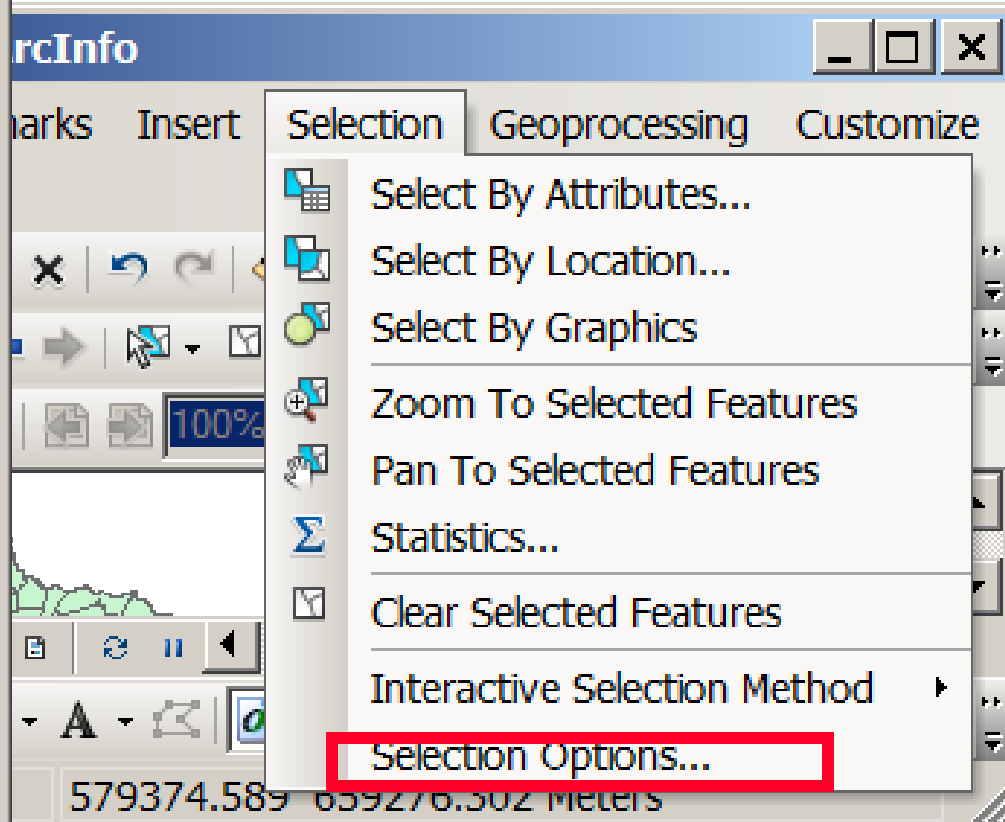 rcInfo
arks Insert Selection Geoprocessing Customize
Select By Attributes...
Select By Location...
Select By Graphics
100%
Zoom To Selected Features
Pan To Selected Features
Σ Statistics...
Clear Selected Features
Interactive Selection Method
A
Selection Options...
579374.589 659276.302 Meters